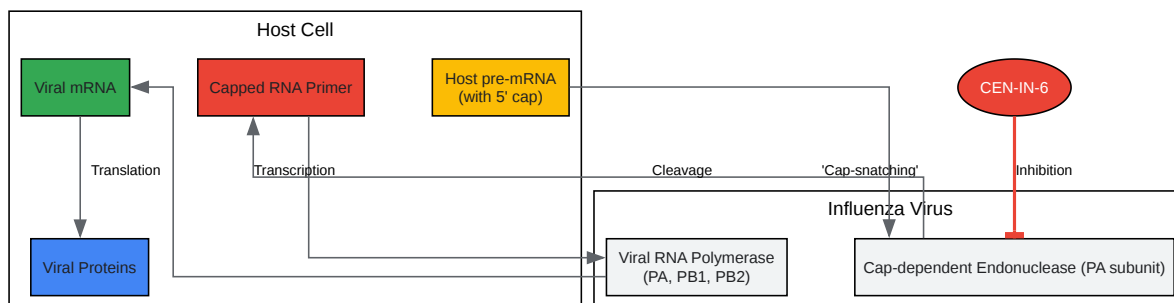 Host Cell
Viral mRNA
Capped RNA Primer
Host pre-mRNA
(with 5' cap)
CEN-IN-6
Translation
Transcription
Cleavage
'Cap-snatching'
Inhibition
Influenza Virus
Viral Proteins
Viral RNA Polymerase
(PA, PB1, PB2)
Cap-dependent Endonuclease (PA subunit)